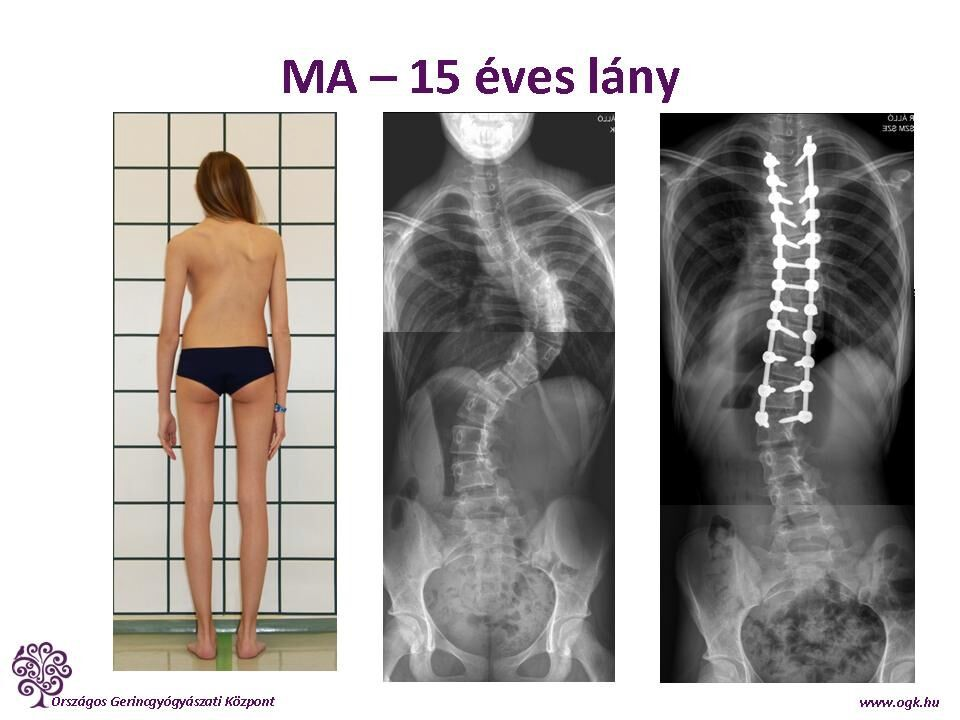 MA – 15 éves lány
Országos Gerincgyógyászati Központ
www.ogk.hu